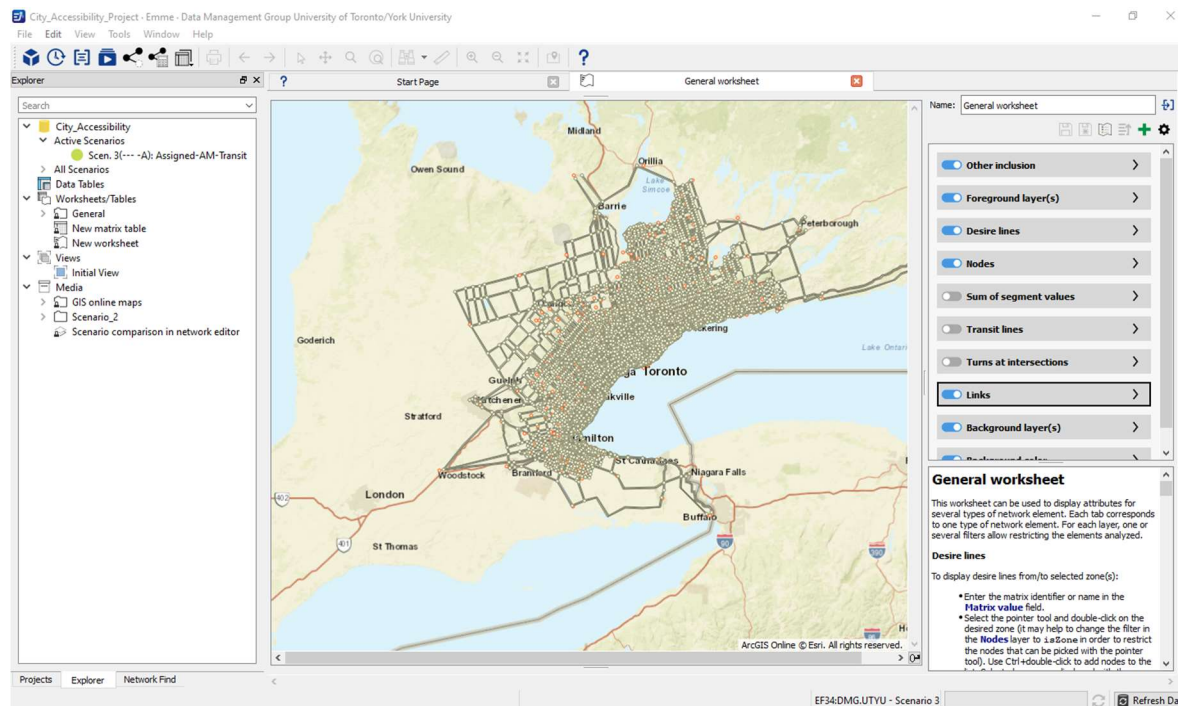 City_Accessibility_Project - Emme - Data Management Group University of Toronto/York University
File Edit View Tools Window Help
Explorer
Start Page
General worksheet
Search
City_Accessibility
Active Scenarios
Scen. 3(--- -A): Assigned-AM-Transit
All Scenarios
Data Tables
Worksheets/Tables
General
New matrix table
New worksheet
Views
Initial View
Media
GIS online maps
Scenario_2
Scenario comparison in network editor
Projects Explorer Network Find
Midland
Owen Sound
Orillia
Lake
Simcoe
Barrie
Peterborough
Goderich
kering
Lake Ontari
Toronto
Guelph
tchener
kville
Stratford
milton
St Catharines
Niagara Falls
Woodstock
Brantford
London
402
Buffalo
401
St Thomas
90
390
ArcGIS Online © Esri. All rights reserved.
Name: General worksheet
Other inclusion
Foreground layer(s)
Desire lines
Nodes
Sum of segment values
Transit lines
Turns at intersections
Links
Background layer(s)
Background color
General worksheet
This worksheet can be used to display attributes for
several types of network element. Each tab corresponds
to one type of network element. For each layer, one or
several filters allow restricting the elements analyzed.
Desire lines
To display desire lines from/to selected zone(s):
•Enter the matrix identifier or name in the
Matrix value field.
•Select the pointer tool and double-click on the
desired zone (it may help to change the filter in
the Nodes layer to isZone in order to restrict
the nodes that can be picked with the pointer
tool). Use Ctrl+double-click to add nodes to the
EF34:DMG.UTYU - Scenario 3
Refresh Da